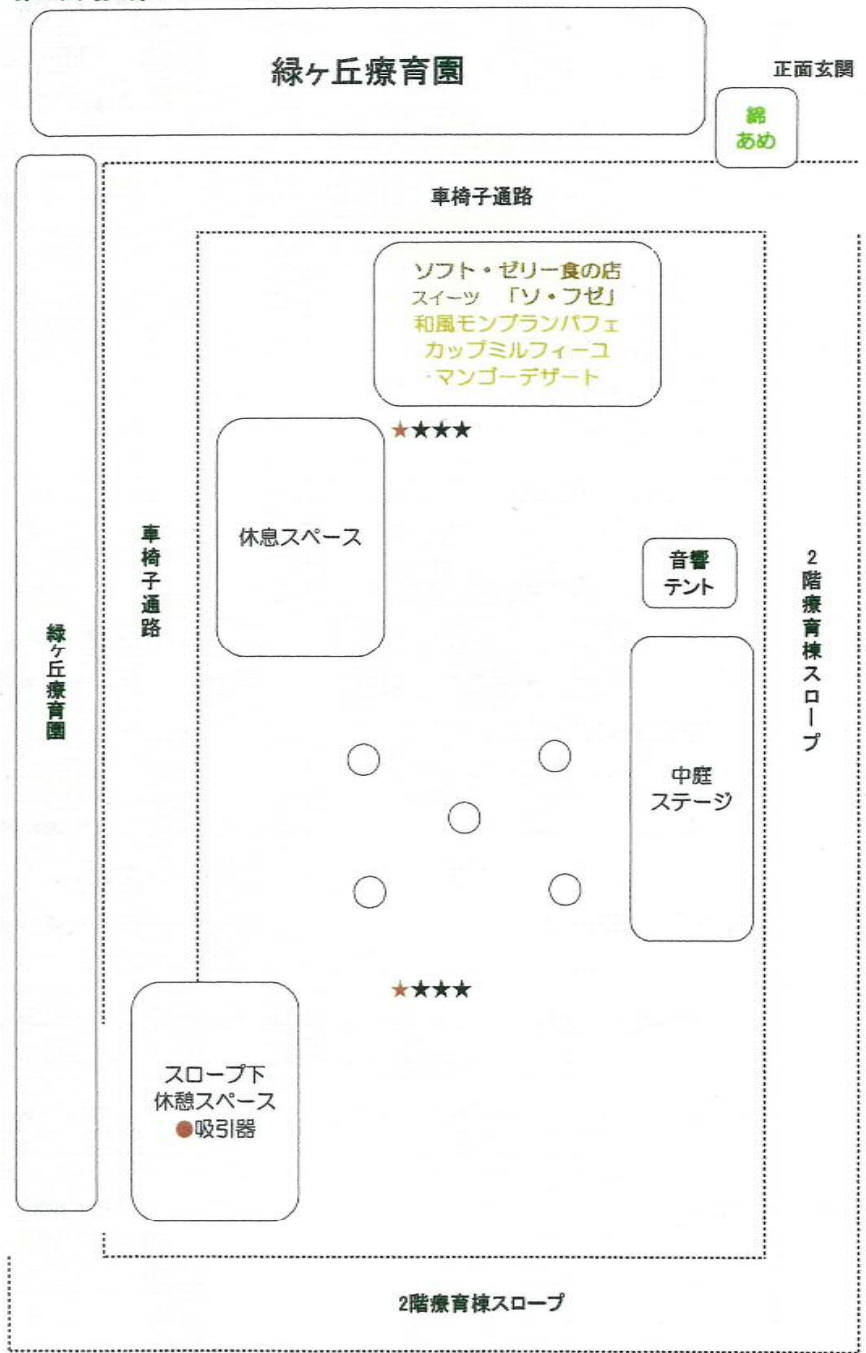 緑ヶ丘療育園
正面玄関
綿
あめ
車椅子通路
ソフト・ゼリー食の店
スイーツ 「ソ・フゼ」
和風モンブランパフェ
カップミルフィーユ
・マンゴーデザート
★★★★
休息スペース
車椅子通路
音響
テント
2階療育棟スロープ
緑ヶ丘療育園
中庭
ステージ
★★★★
スロープ下
休憩スペース
●吸引器
2階療育棟スロープ